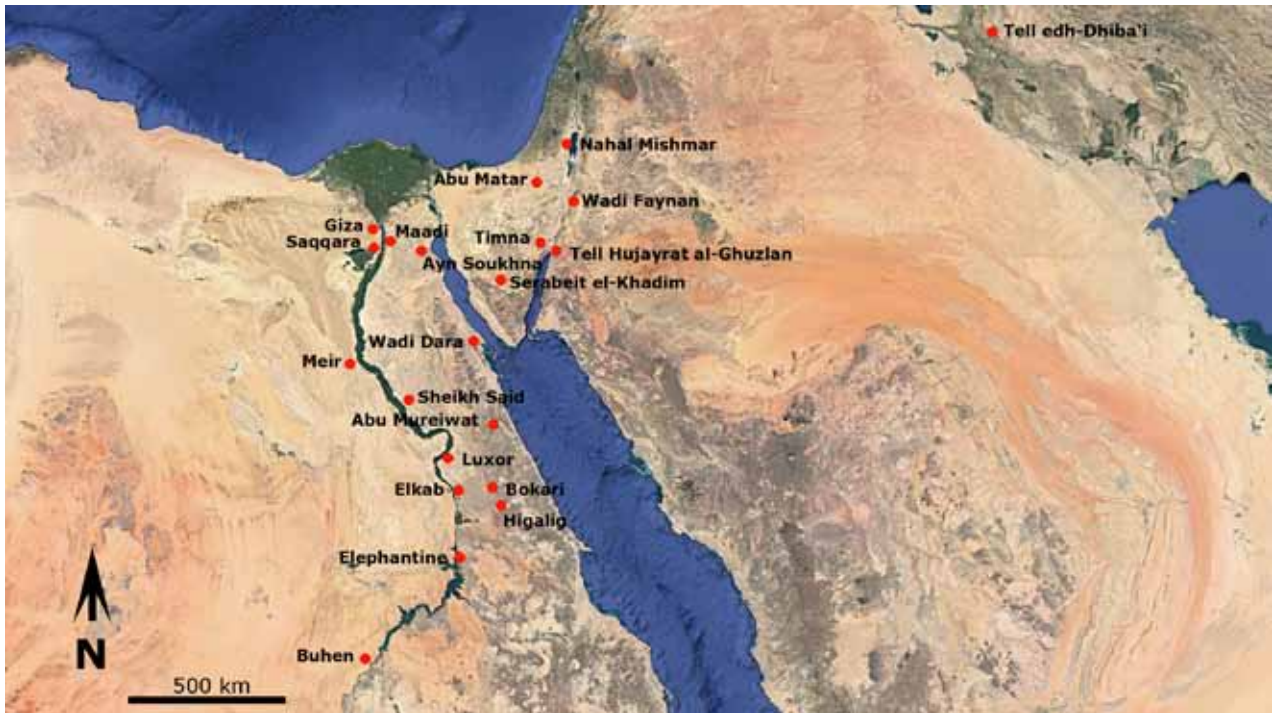 Tell edh-Dhiba'i
Nahal Mishmar
Abu Matar
Wadi Faynan
Giza
Maadi
Saqqara
Timna
Tell Hujayrat al-Ghuzlan
Ayn Soukhna
Serabeit el-Khadim
Wadi Dara
Meir
Sheikh Said
Abu Mureiwat
Luxor
Elkab
Bokari
Higalig
Elephantine
N
Buhen
500 km